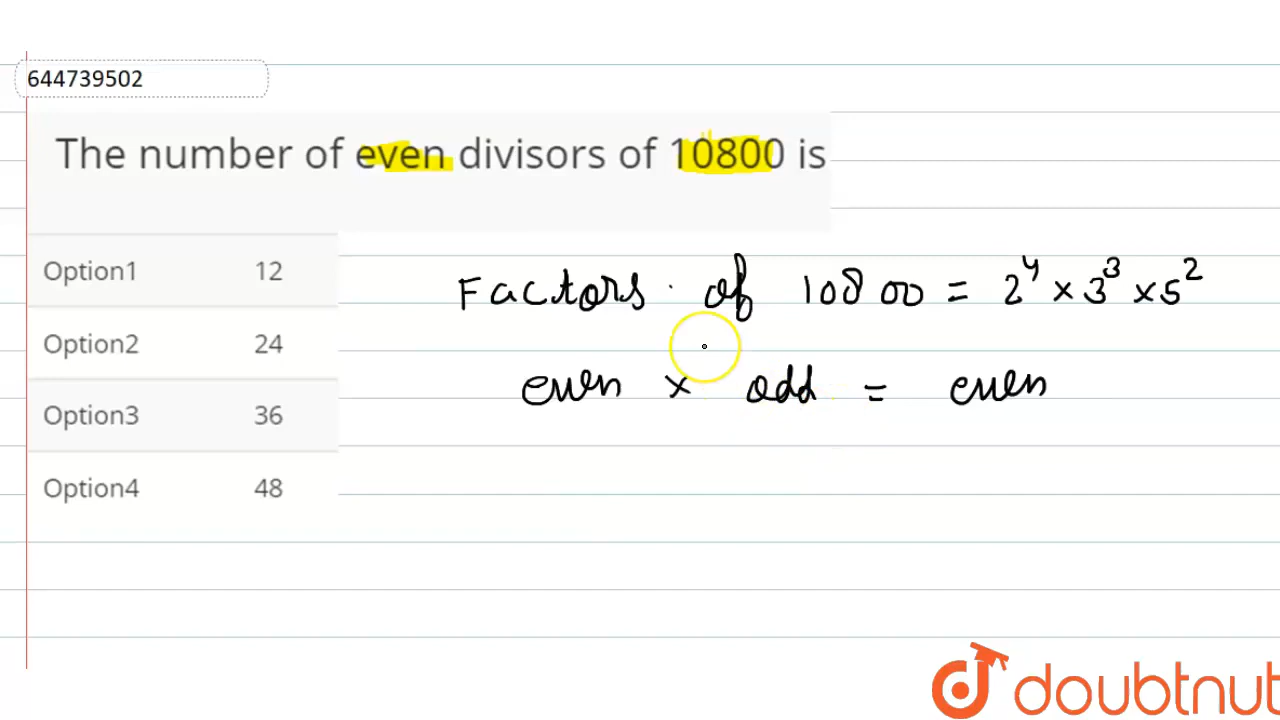 644739502
The number of even divisors of 10800 is
Option1 12
Option2 24
Option3 36
Option4 48
Factors of 10800 = 2⁴ × 3³ × 5²
even × odd = even
doubtnut